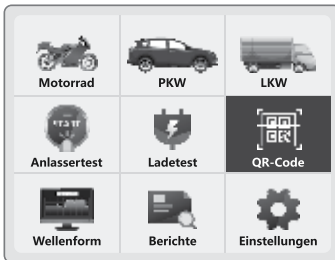 Motorrad PKW LKW
Anlassertest Ladetest QR-Code
Wellenform Berichte Einstellungen